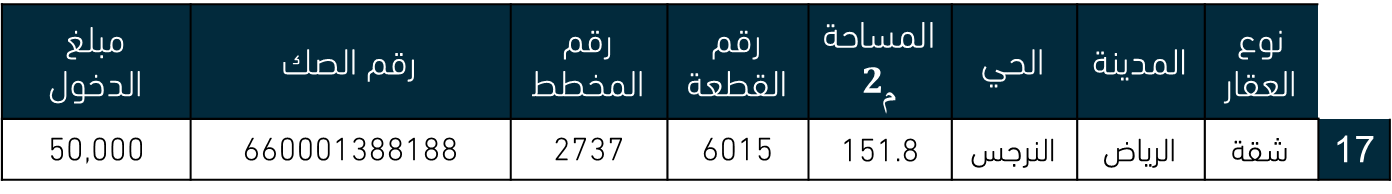 نوع العقار المدينة الحي المساحة م2 رقم القطعة رقم المخطط رقم الصك مبلغ الدخول
17 شقة الرياض النرجس 151.8 6015 2737 660001388188 50,000